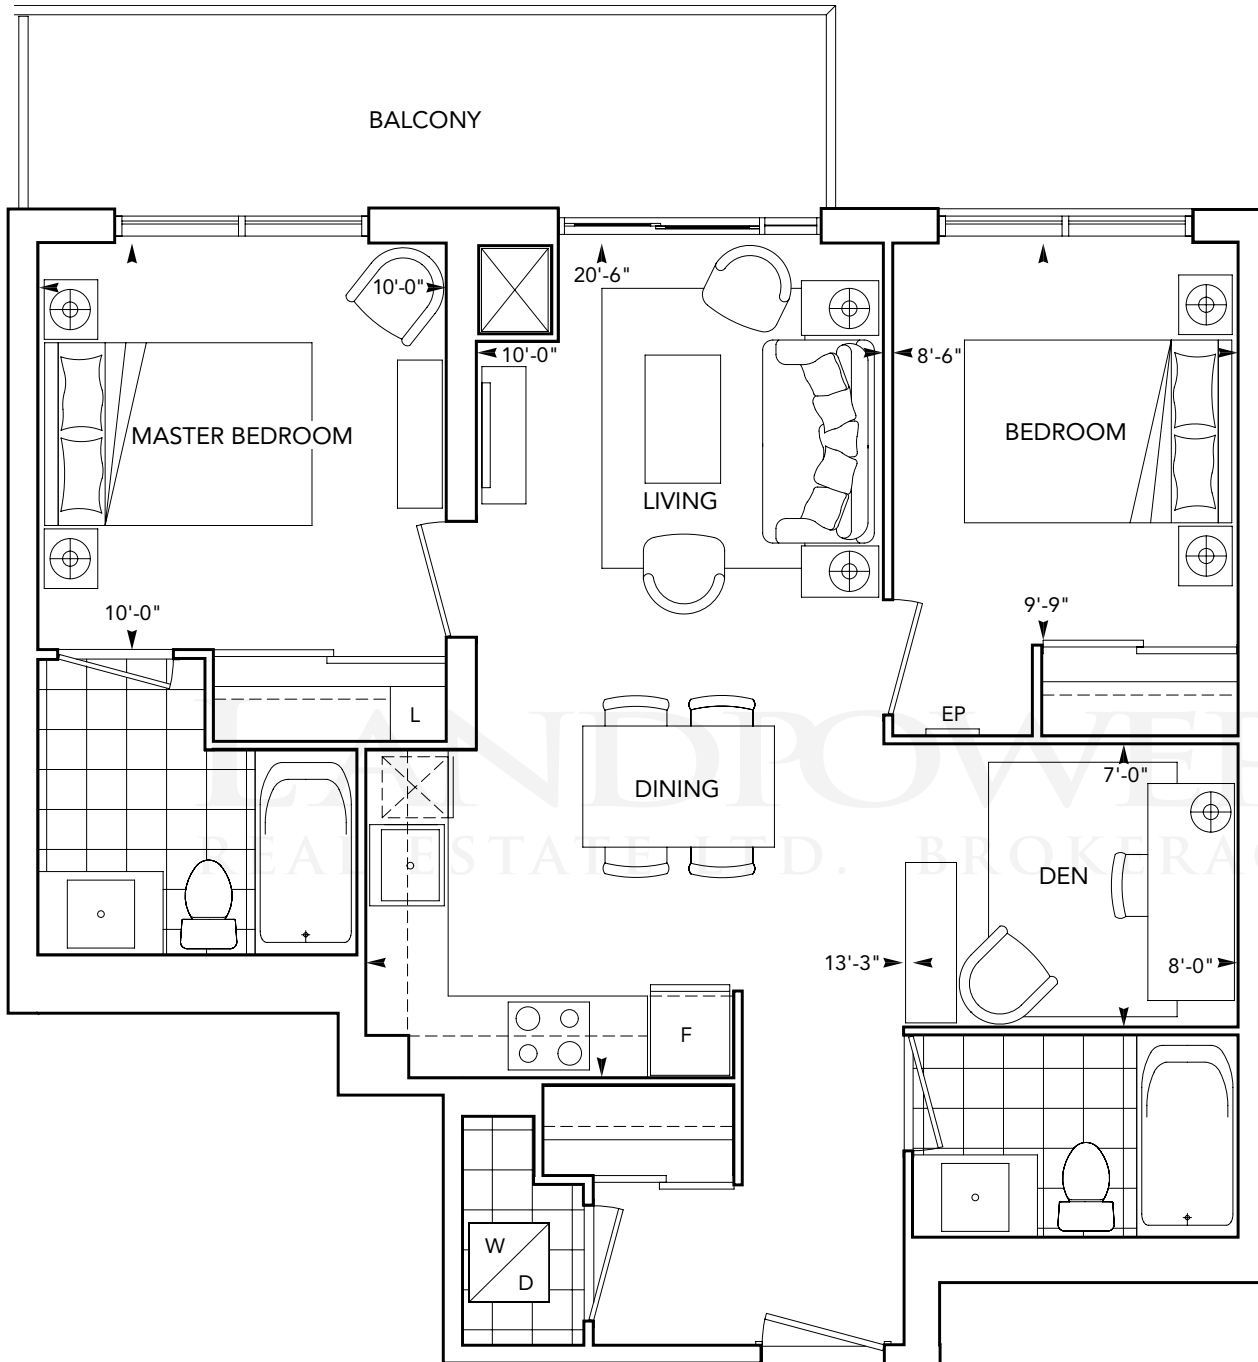 BALCONY
20'-6"
10'-0"
10'-0"
8'-6"
MASTER BEDROOM
BEDROOM
LIVING
10'-0"
9'-9"
L
EP
LANDPOWER
7'-0"
DINING
REAL ESTATE LTD. BROKERAG
DEN
13'-3"
8'-0"
F
W
D